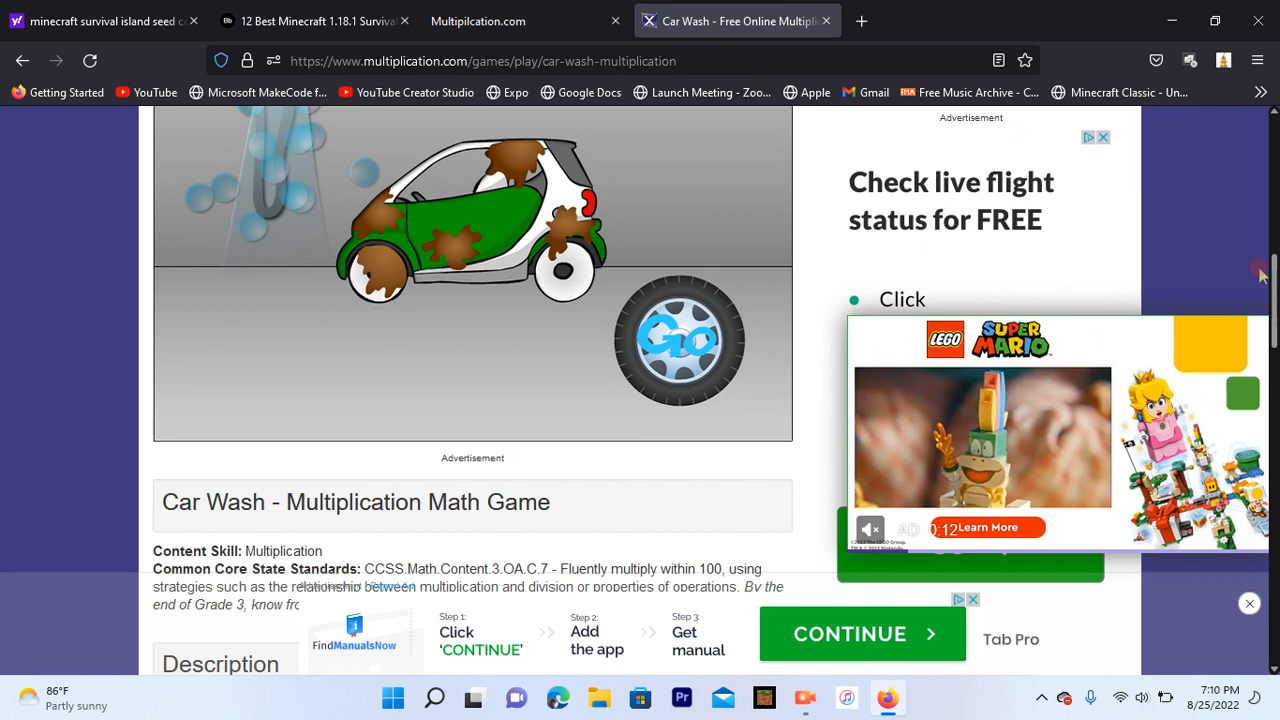 minecraft survival island seed c
12 Best Minecraft 1.18.1 Surviva
Multipilcation.com
Car Wash - Free Online Multipli
https://www.multiplication.com/games/play/car-wash-multiplication
Getting Started
YouTube
Microsoft MakeCode f...
YouTube Creator Studio
Expo
Google Docs
Launch Meeting - Zoo...
Apple
Gmail
Free Music Archive - C...
Minecraft Classic - Un...
Advertisement
Check live flight
status for FREE
Click
Go
LEGO
SUPER
MARIO
AD 0:12
Learn More
Advertisement
Car Wash - Multiplication Math Game
Content Skill: Multiplication
Common Core State Standards: CCSS.Math.Content.3.OA.C.7 - Fluently multiply within 100, using
strategies such as the relationship between multiplication and division or properties of operations. By the
end of Grade 3, know fro
Description
FindManualsNow
Step 1:
Click
'CONTINUE'
Step 2:
Add
the app
Step 3:
Get
manual
CONTINUE
Tab Pro
86°F
Partly sunny
Pr
7:10 PM
8/25/2022